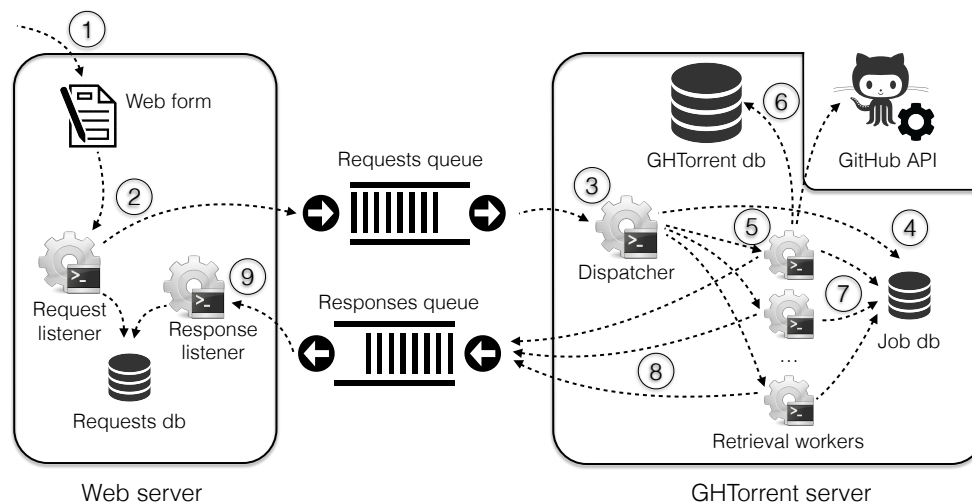 1
Web form
2
Request
listener
9
Response
listener
Requests db
Web server
Requests queue
Responses queue
3
Dispatcher
GHTorrent db
6
GitHub API
5
4
7
Job db
...
8
Retrieval workers
GHTorrent server
>_
>_
>_
>_
>_
>_